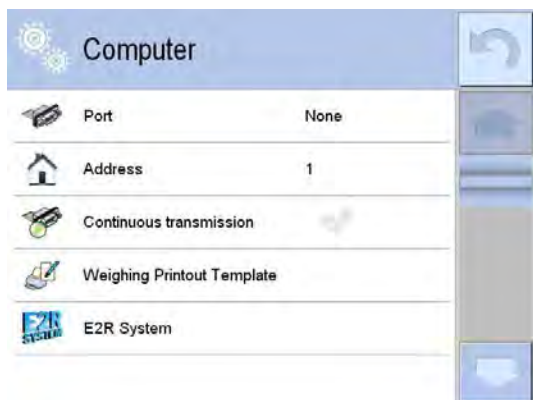 Computer
Port None
Address 1
Continuous transmission
Weighing Printout Template
E2R SYSTEM E2R System